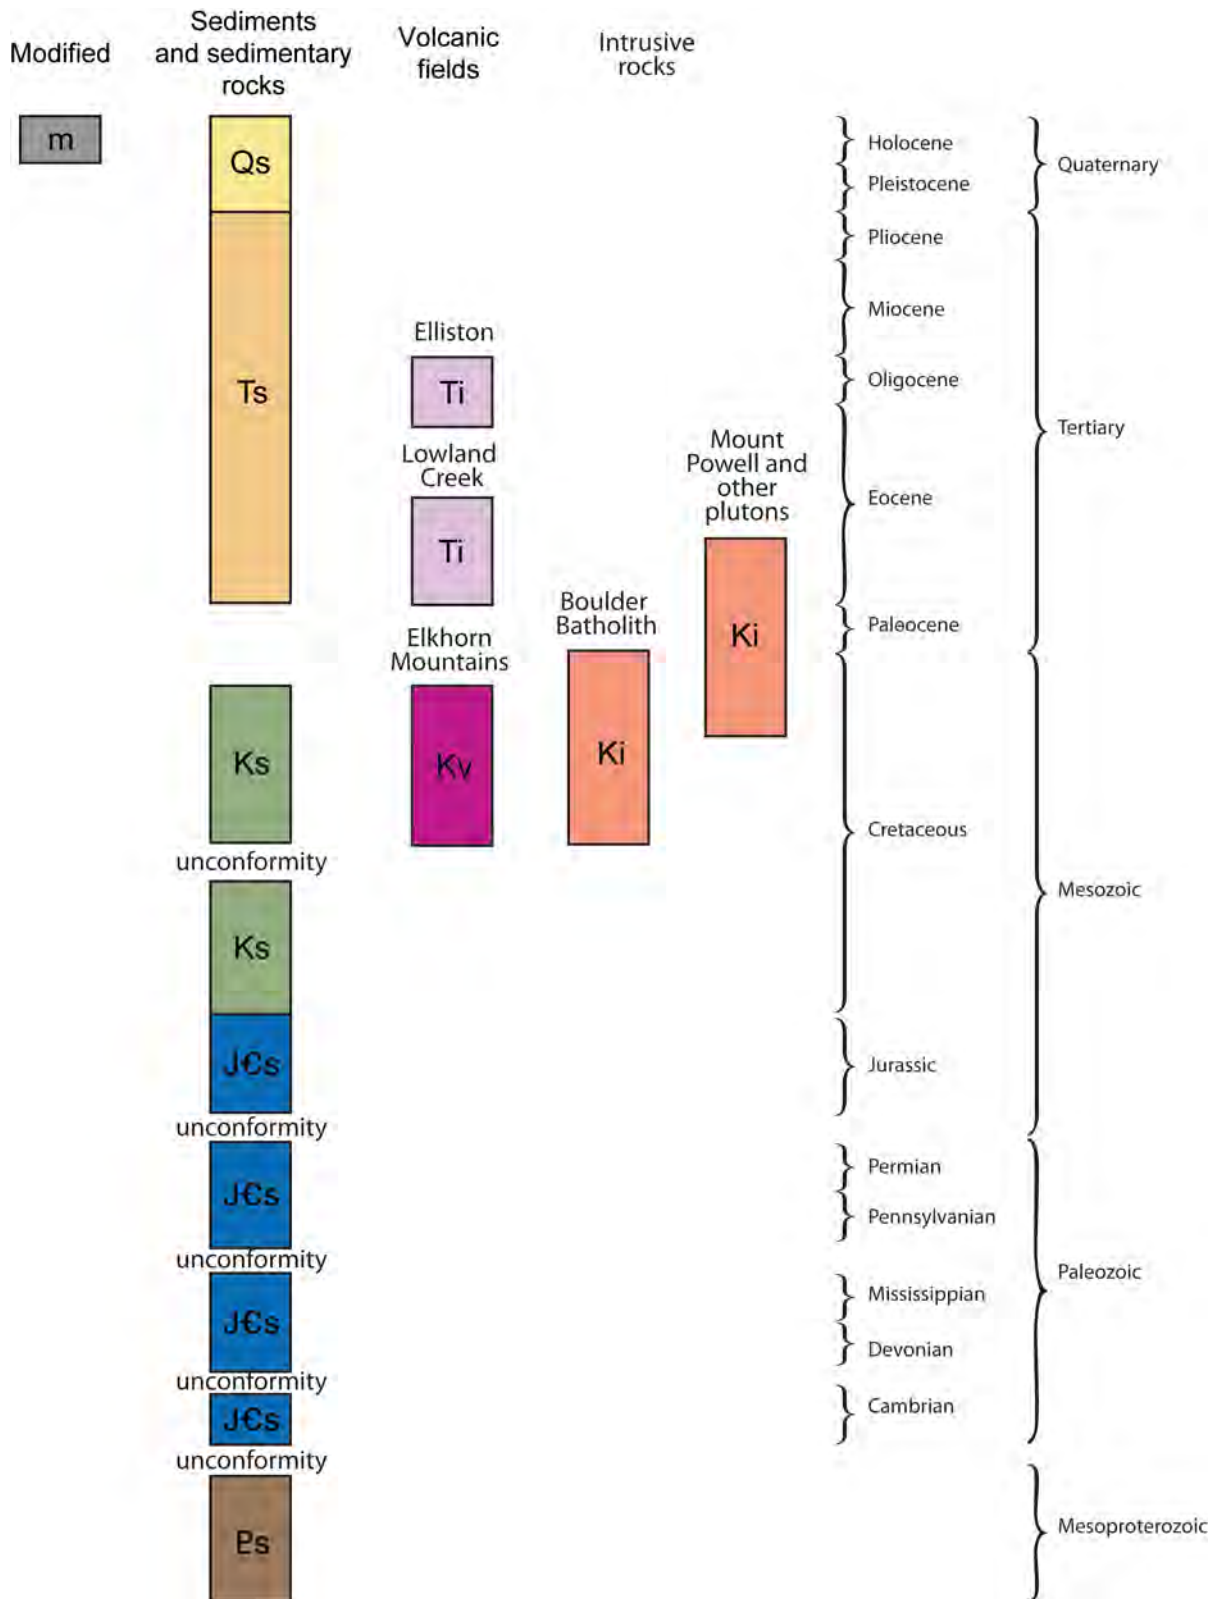 Modified
Sediments
and sedimentary
rocks
Volcanic
fields
Intrusive
rocks
m
Qs
Ts
Elliston
Ti
Lowland
Creek
Ti
Mount
Powell and
other
plutons
Ki
Boulder
Batholith
Ki
Elkhorn
Mountains
Kv
Ks
unconformity
Ks
J€s
unconformity
J€s
unconformity
J€s
unconformity
J€s
unconformity
Ps
Holocene
Pleistocene
Pliocene
Miocene
Oligocene
Eocene
Paleocene
Cretaceous
Jurassic
Permian
Pennsylvanian
Mississippian
Devonian
Cambrian
Quaternary
Tertiary
Mesozoic
Paleozoic
Mesoproterozoic